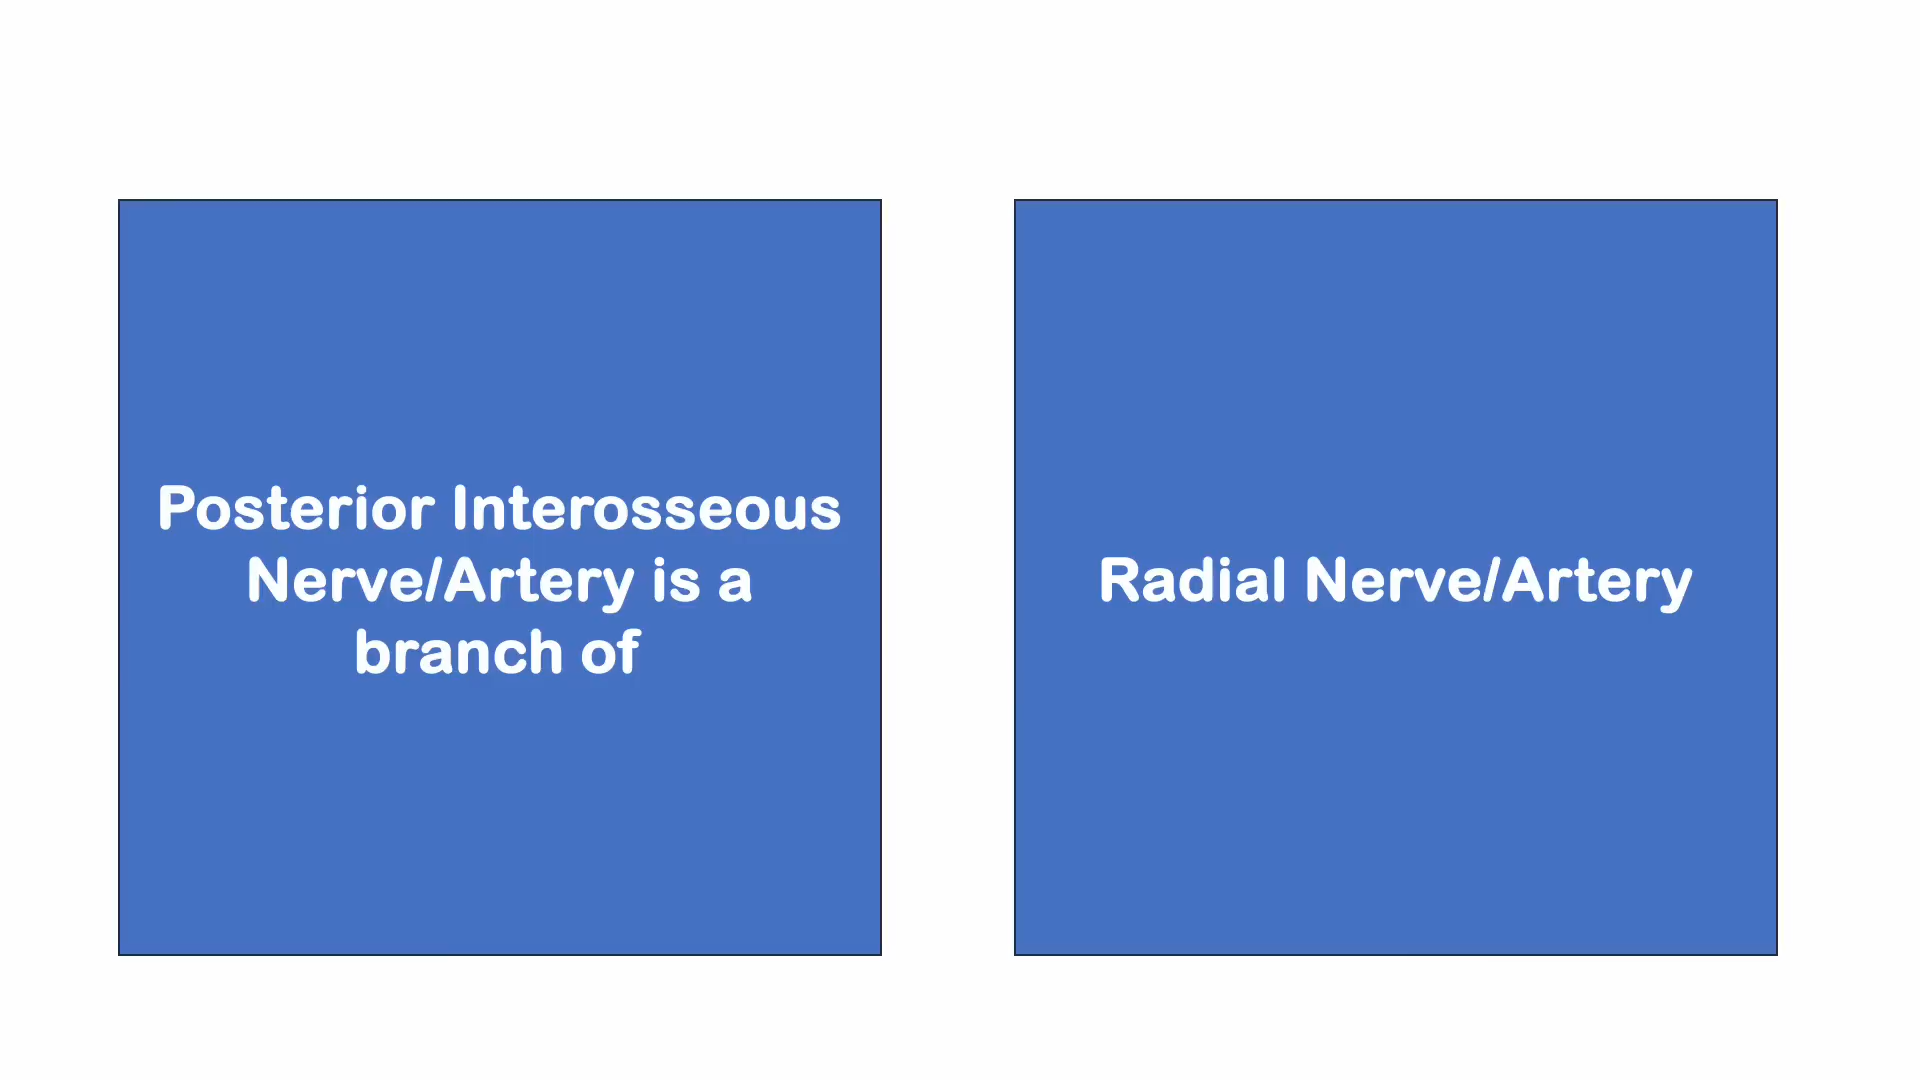 Posterior Interosseous
Nerve/Artery is a
branch of
Radial Nerve/Artery